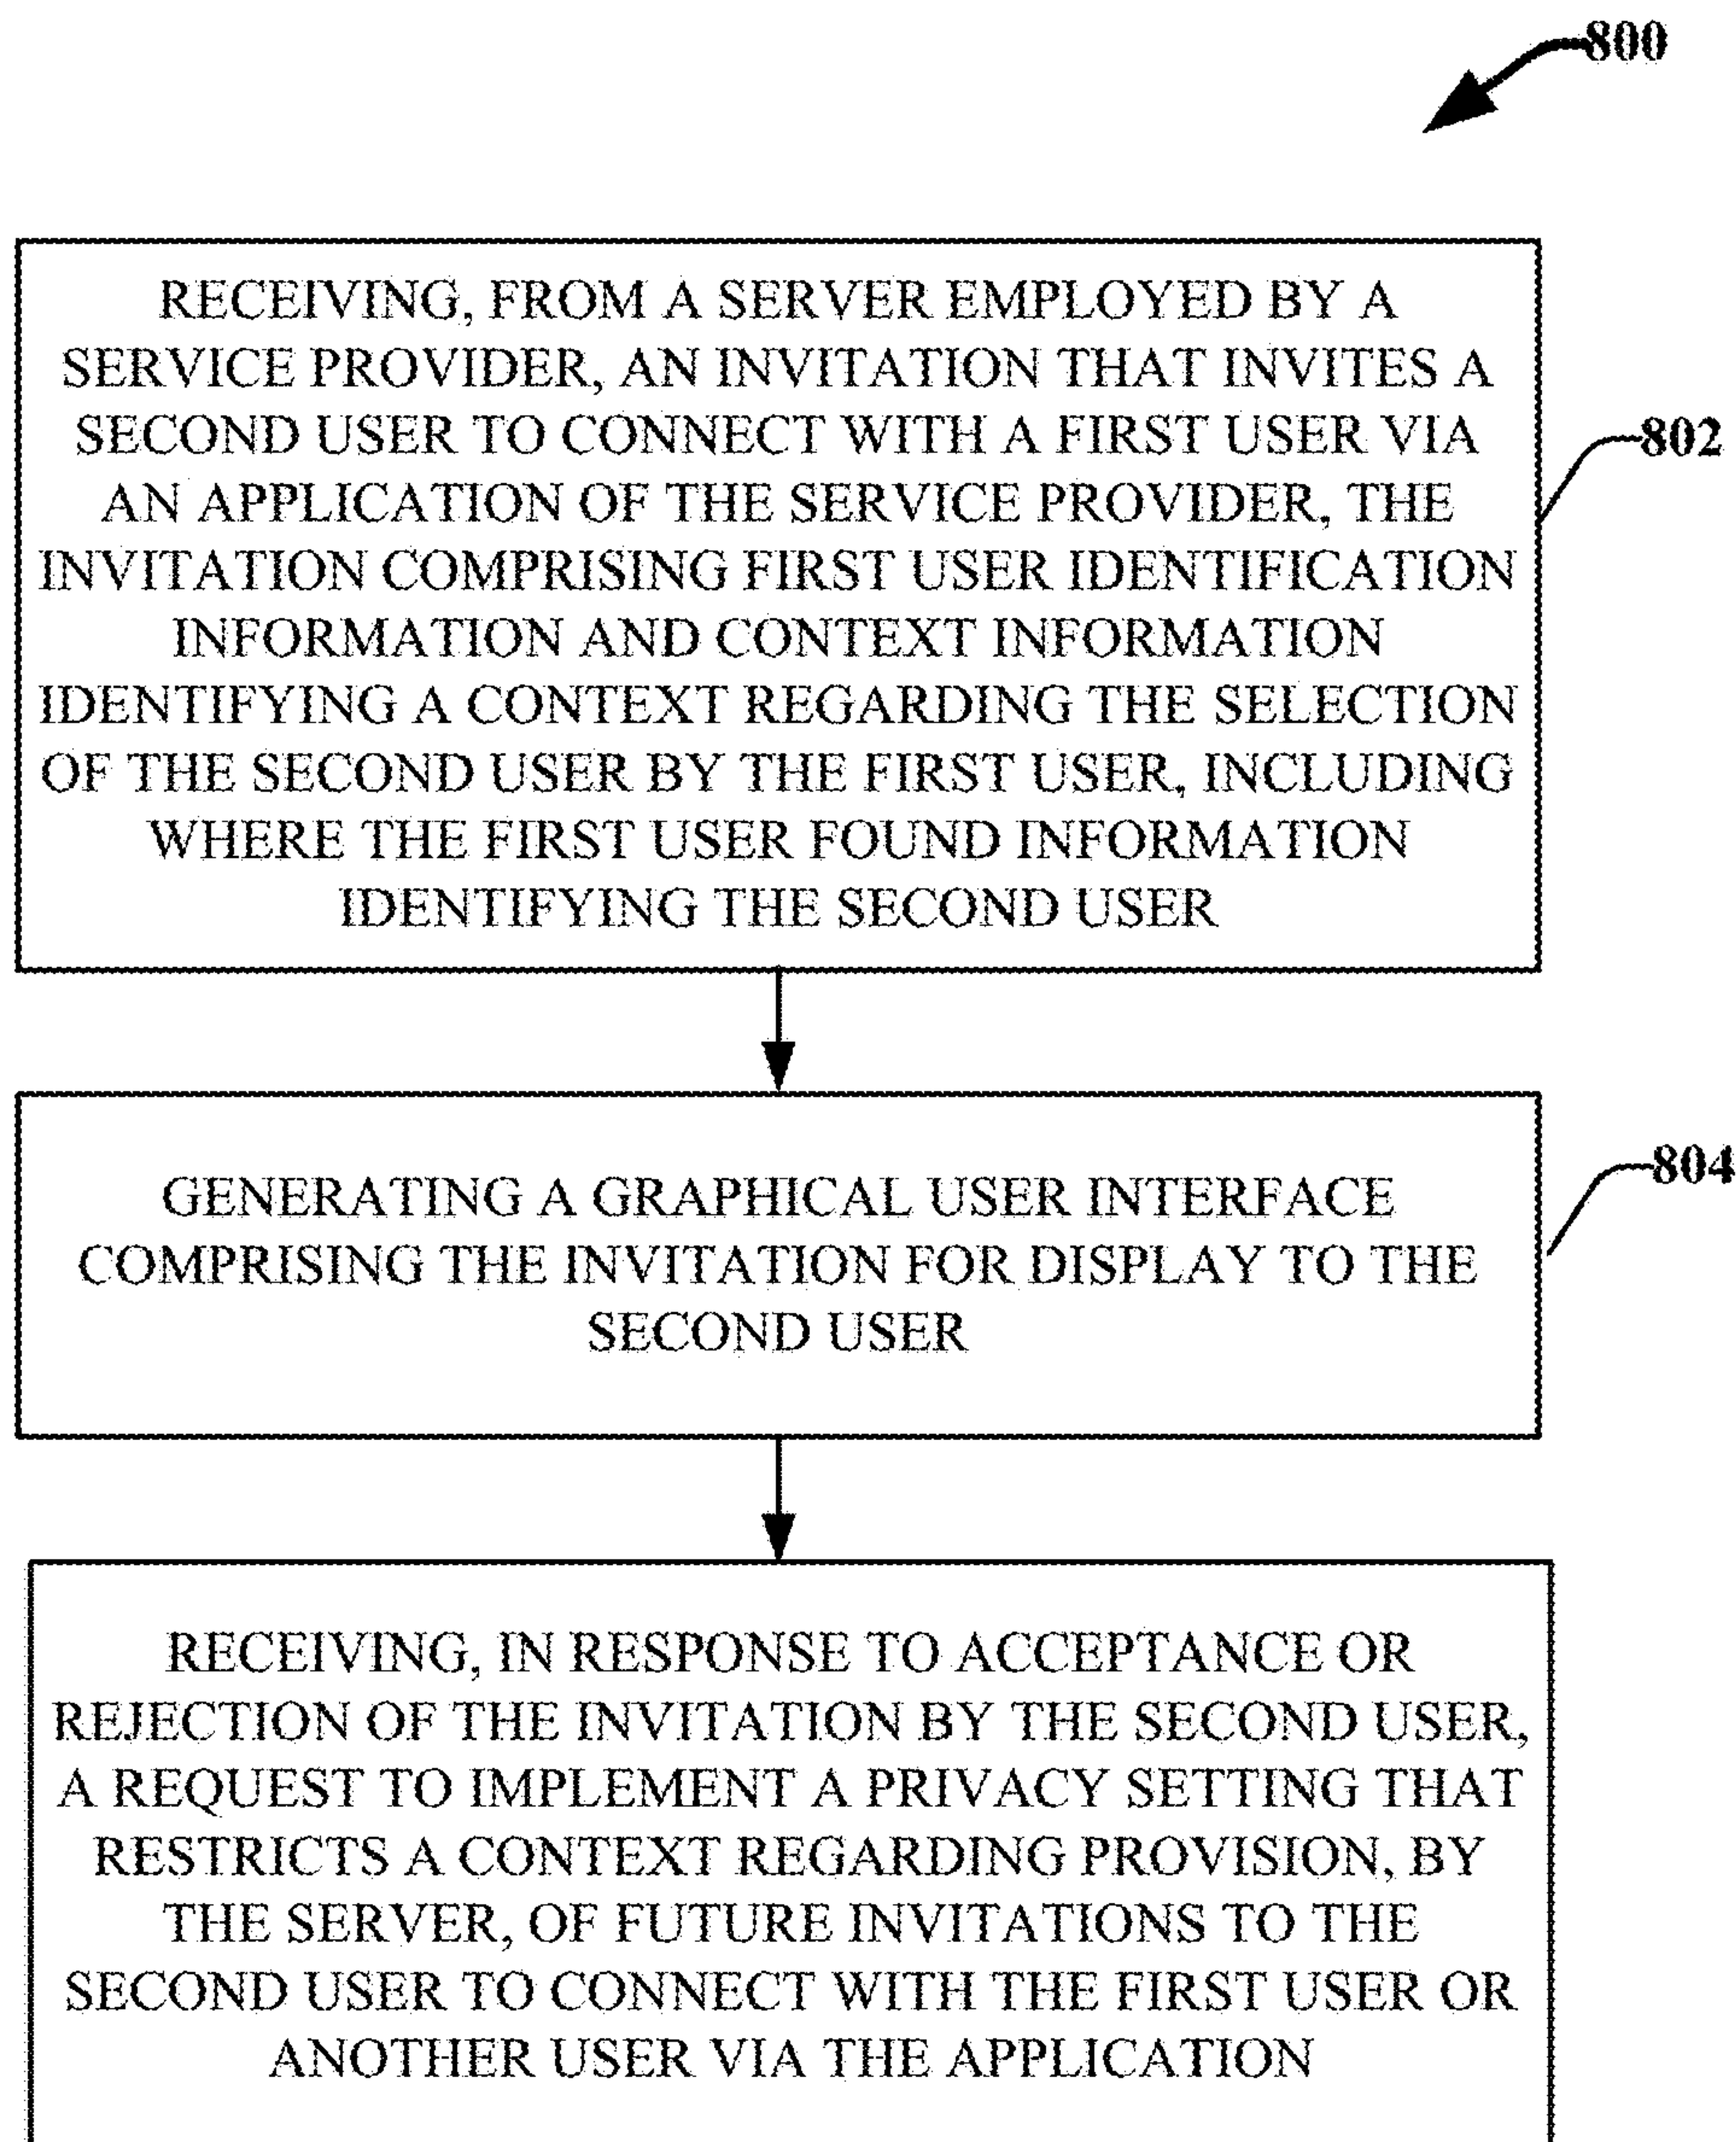 800
RECEIVING, FROM A SERVER EMPLOYED BY A
SERVICE PROVIDER, AN INVITATION THAT INVITES A
SECOND USER TO CONNECT WITH A FIRST USER VIA
AN APPLICATION OF THE SERVICE PROVIDER, THE
INVITATION COMPRISING FIRST USER IDENTIFICATION
INFORMATION AND CONTEXT INFORMATION
IDENTIFYING A CONTEXT REGARDING THE SELECTION
OF THE SECOND USER BY THE FIRST USER, INCLUDING
WHERE THE FIRST USER FOUND INFORMATION
IDENTIFYING THE SECOND USER
802
GENERATING A GRAPHICAL USER INTERFACE
COMPRISING THE INVITATION FOR DISPLAY TO THE
SECOND USER
804
RECEIVING, IN RESPONSE TO ACCEPTANCE OR
REJECTION OF THE INVITATION BY THE SECOND USER,
A REQUEST TO IMPLEMENT A PRIVACY SETTING THAT
RESTRICTS A CONTEXT REGARDING PROVISION, BY
THE SERVER, OF FUTURE INVITATIONS TO THE
SECOND USER TO CONNECT WITH THE FIRST USER OR
ANOTHER USER VIA THE APPLICATION